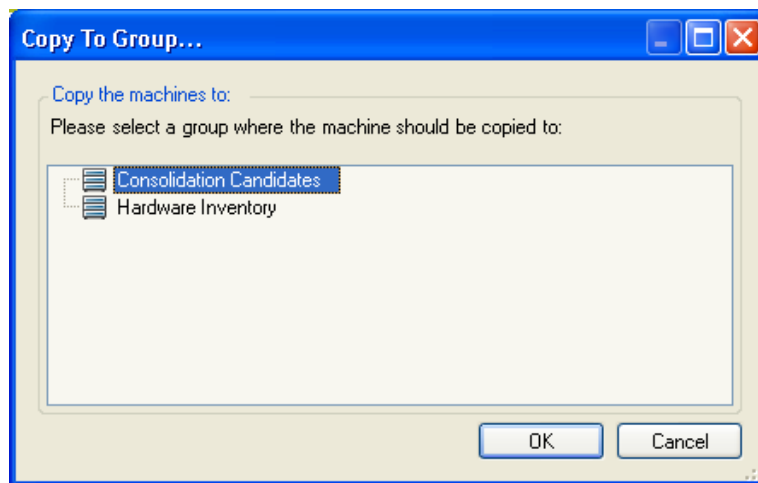 Copy To Group...
Copy the machines to:
Please select a group where the machine should be copied to:
Consolidation Candidates
Hardware Inventory
OK
Cancel